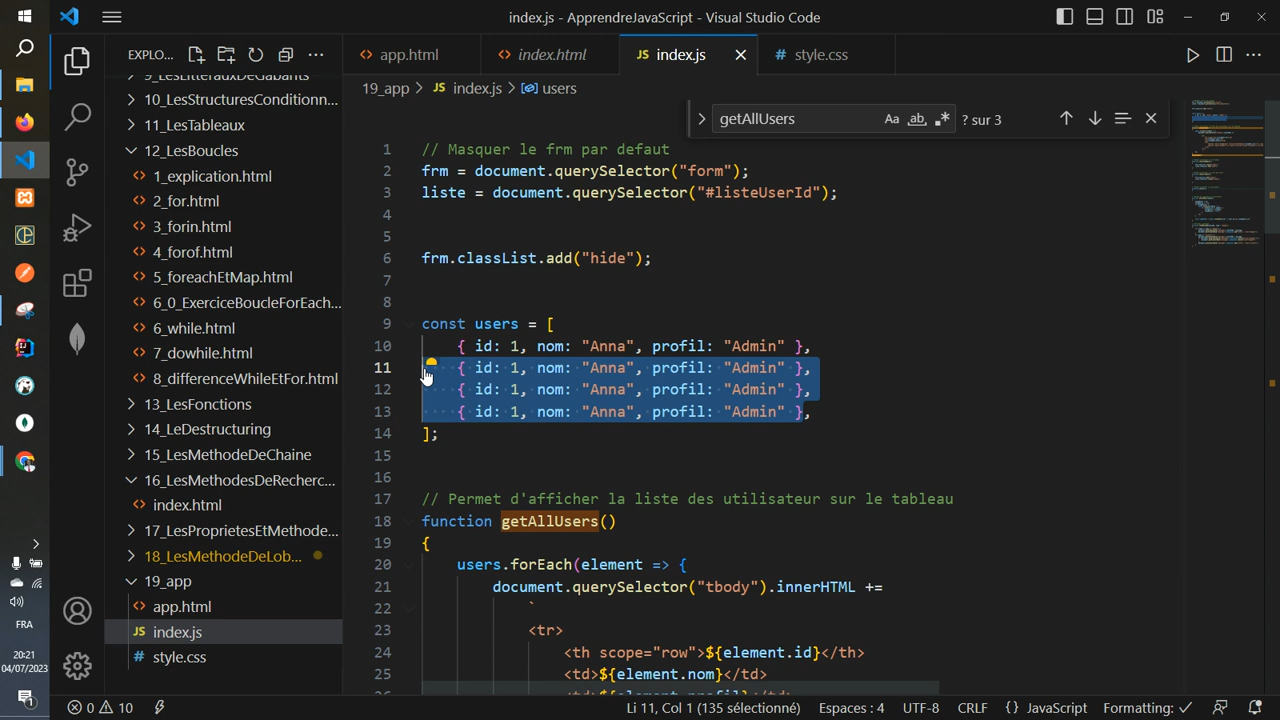 index.js - ApprendreJavaScript - Visual Studio Code
EXPLO...
app.html
index.html
JS index.js
# style.css
19_app > JS index.js > users
getAllUsers
Aa ab
? sur 3
9_LesLitterauxDeGabarits
10_LesStructuresConditionn...
11_LesTableaux
12_LesBoucles
1_explication.html
2_for.html
3_forin.html
4_forof.html
5_foreachEtMap.html
6_0_ExerciceBoucleForEach...
6_while.html
7_dowhile.html
8_differenceWhileEtFor.html
13_LesFonctions
14_LeDestructuring
15_LesMethodeDeChaine
16_LesMethodesDeRecherc...
index.html
17_LesProprietesEtMethode...
18_LesMethodeDeLob...
19_app
app.html
JS index.js
# style.css
1 // Masquer le frm par defaut
2 frm = document.querySelector("form");
3 liste = document.querySelector("#listeUserId");
4
5
6 frm.classList.add("hide");
7
8
9 const users = [
10 { id: 1, nom: "Anna", profil: "Admin" },
11 { id: 1, nom: "Anna", profil: "Admin" },
12 { id: 1, nom: "Anna", profil: "Admin" },
13 { id: 1, nom: "Anna", profil: "Admin" },
14 ];
15
16
17 // Permet d'afficher la liste des utilisateur sur le tableau
18 function getAllUsers()
19 {
20 users.forEach(element => {
21 document.querySelector("tbody").innerHTML +=
22 `
23 <tr>
24 <th scope="row">${element.id}</th>
25 <td>${element.nom}</td>
26 <td>${element.profil}</td>
FRA
20:21
04/07/2023
1
0 10
Li 11, Col 1 (135 sélectionné)
Espaces : 4
UTF-8
CRLF
{} JavaScript
Formatting: